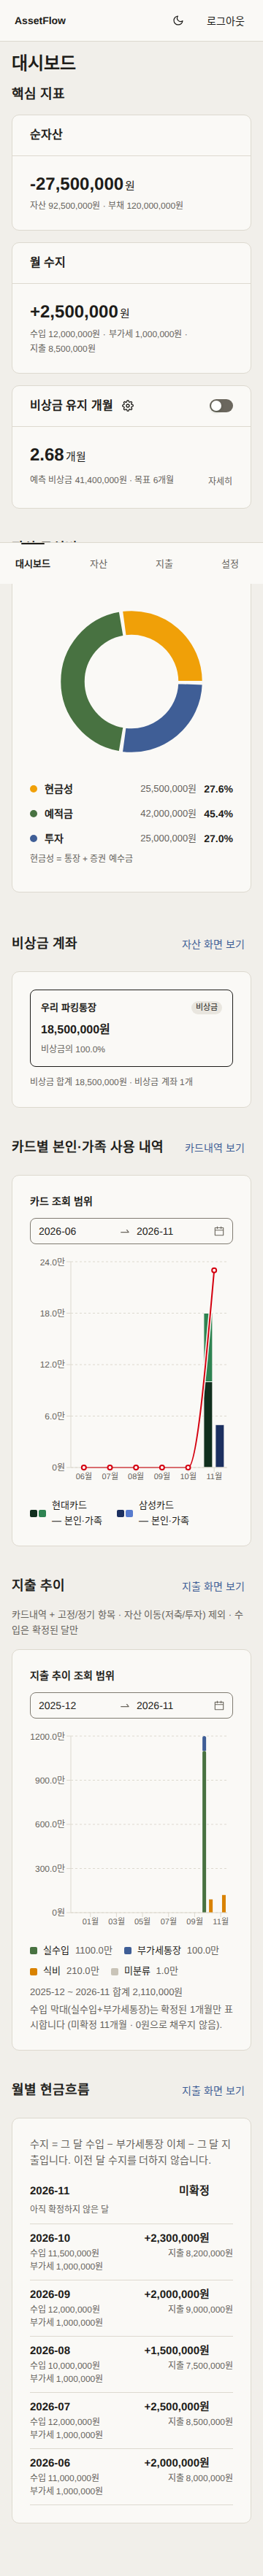 AssetFlow
로그아웃
대시보드
핵심 지표
순자산
-27,500,000원
자산 92,500,000원 · 부채 120,000,000원
월 수지
+2,500,000원
수입 12,000,000원 · 부가세 1,000,000원 ·
지출 8,500,000원
비상금 유지 개월
2.68개월
예측 비상금 41,400,000원 · 목표 6개월
자세히
대시보드 자산 지출 설정
현금성 25,500,000원 27.6%
예적금 42,000,000원 45.4%
투자 25,000,000원 27.0%
현금성 = 통장 + 증권 예수금
비상금 계좌
자산 화면 보기
우리 파킹통장
비상금
18,500,000원
비상금의 100.0%
비상금 합계 18,500,000원 · 비상금 계좌 1개
카드별 본인·가족 사용 내역
카드내역 보기
카드 조회 범위
2026-06 → 2026-11
24.0만
18.0만
12.0만
6.0만
0원
06월 07월 08월 09월 10월 11월
현대카드
— 본인·가족
삼성카드
— 본인·가족
지출 추이
지출 화면 보기
카드내역 + 고정/정기 항목 · 자산 이동(저축/투자) 제외 · 수
입은 확정된 달만
지출 추이 조회 범위
2025-12 → 2026-11
1200.0만
900.0만
600.0만
300.0만
0원
01월 03월 05월 07월 09월 11월
실수입 1100.0만 부가세통장 100.0만
식비 210.0만 미분류 1.0만
2025-12 ~ 2026-11 합계 2,110,000원
수입 막대(실수입+부가세통장)는 확정된 1개월만 표
시합니다 (미확정 11개월 · 0원으로 채우지 않음).
월별 현금흐름
지출 화면 보기
수지 = 그 달 수입 − 부가세통장 이체 − 그 달 지
출입니다. 이전 달 수지를 더하지 않습니다.
2026-11 미확정
아직 확정하지 않은 달
2026-10 +2,300,000원
수입 11,500,000원 지출 8,200,000원
부가세 1,000,000원
2026-09 +2,000,000원
수입 12,000,000원 지출 9,000,000원
부가세 1,000,000원
2026-08 +1,500,000원
수입 10,000,000원 지출 7,500,000원
부가세 1,000,000원
2026-07 +2,500,000원
수입 12,000,000원 지출 8,500,000원
부가세 1,000,000원
2026-06 +2,000,000원
수입 11,000,000원 지출 8,000,000원
부가세 1,000,000원